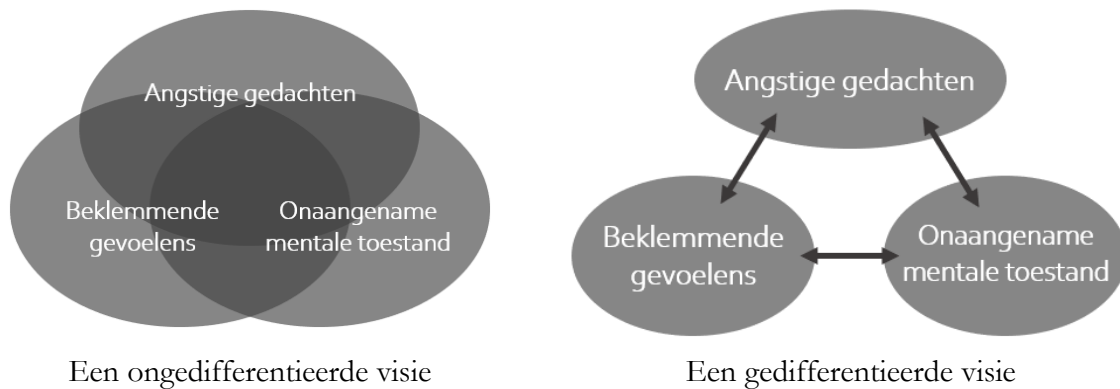 Angstige gedachten
Beklemmende
gevoelens
Onaangename
mentale toestand
Een ongedifferentieerde visie
Angstige gedachten
Beklemmende
gevoelens
Onaangename
mentale toestand
Een gedifferentieerde visie